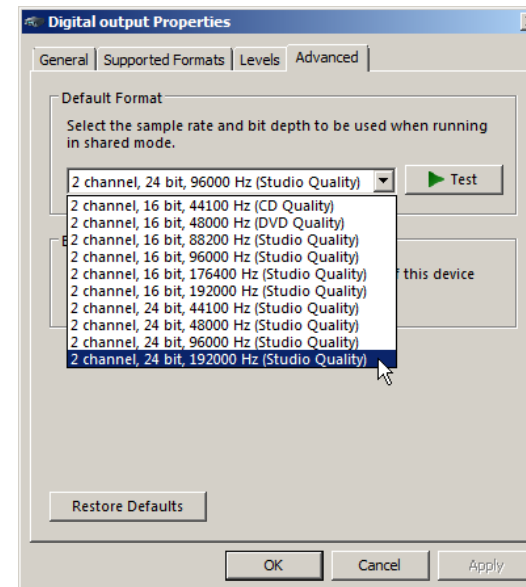 Digital output Properties
General Supported Formats Levels Advanced
Default Format
Select the sample rate and bit depth to be used when running
in shared mode.
2 channel, 24 bit, 96000 Hz (Studio Quality) Test
2 channel, 16 bit, 44100 Hz (CD Quality)
2 channel, 16 bit, 48000 Hz (DVD Quality)
2 channel, 16 bit, 88200 Hz (Studio Quality)
2 channel, 16 bit, 96000 Hz (Studio Quality)
2 channel, 16 bit, 176400 Hz (Studio Quality) f this device
2 channel, 16 bit, 192000 Hz (Studio Quality)
2 channel, 24 bit, 44100 Hz (Studio Quality)
2 channel, 24 bit, 48000 Hz (Studio Quality)
2 channel, 24 bit, 96000 Hz (Studio Quality)
2 channel, 24 bit, 192000 Hz (Studio Quality)
Restore Defaults
OK Cancel Apply